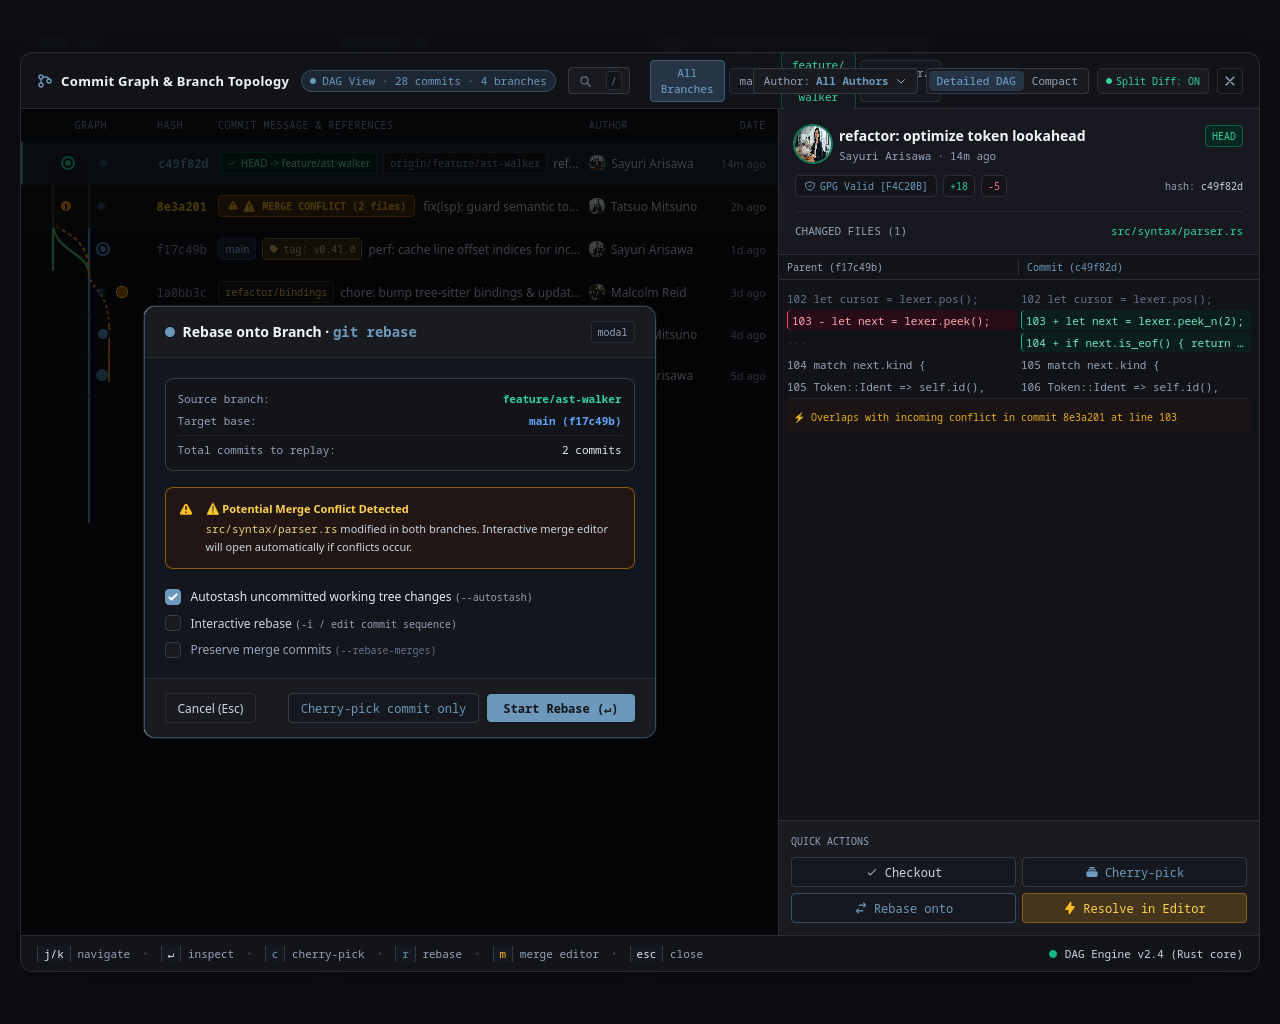 Commit Graph & Branch Topology
DAG View · 28 commits · 4 branches
/
All Branches
ma
feature/
walker
Author: All Authors
Detailed DAG
Compact
Split Diff: ON
GRAPH HASH COMMIT MESSAGE & REFERENCES AUTHOR DATE
c49f82d ✓ HEAD -> feature/ast-walker origin/feature/ast-walker ref… Sayuri Arisawa 14m ago
8e3a201 ⚠ ⚠ MERGE CONFLICT (2 files) fix(lsp): guard semantic to… Tatsuo Mitsuno 2h ago
f17c49b main tag: v0.41.0 perf: cache line offset indices for inc… Sayuri Arisawa 1d ago
1a0bb3c refactor/bindings chore: bump tree-sitter bindings & updat… Malcolm Reid 3d ago
Mitsuno 4d ago
isawa 5d ago
Rebase onto Branch · git rebase
modal
Source branch: feature/ast-walker
Target base: main (f17c49b)
Total commits to replay: 2 commits
⚠ Potential Merge Conflict Detected
src/syntax/parser.rs modified in both branches. Interactive merge editor
will open automatically if conflicts occur.
Autostash uncommitted working tree changes (--autostash)
Interactive rebase (-i / edit commit sequence)
Preserve merge commits (--rebase-merges)
Cancel (Esc)
Cherry-pick commit only
Start Rebase (↵)
refactor: optimize token lookahead
Sayuri Arisawa · 14m ago
HEAD
GPG Valid [F4C20B] +18 -5 hash: c49f82d
CHANGED FILES (1) src/syntax/parser.rs
Parent (f17c49b) Commit (c49f82d)
102 let cursor = lexer.pos(); 102 let cursor = lexer.pos();
103 - let next = lexer.peek(); 103 + let next = lexer.peek_n(2);
··· 104 + if next.is_eof() { return …
104 match next.kind { 105 match next.kind {
105 Token::Ident => self.id(), 106 Token::Ident => self.id(),
⚡ Overlaps with incoming conflict in commit 8e3a201 at line 103
QUICK ACTIONS
Checkout
Cherry-pick
Rebase onto
Resolve in Editor
j/k navigate · ↵ inspect · c cherry-pick · r rebase · m merge editor · esc close
DAG Engine v2.4 (Rust core)